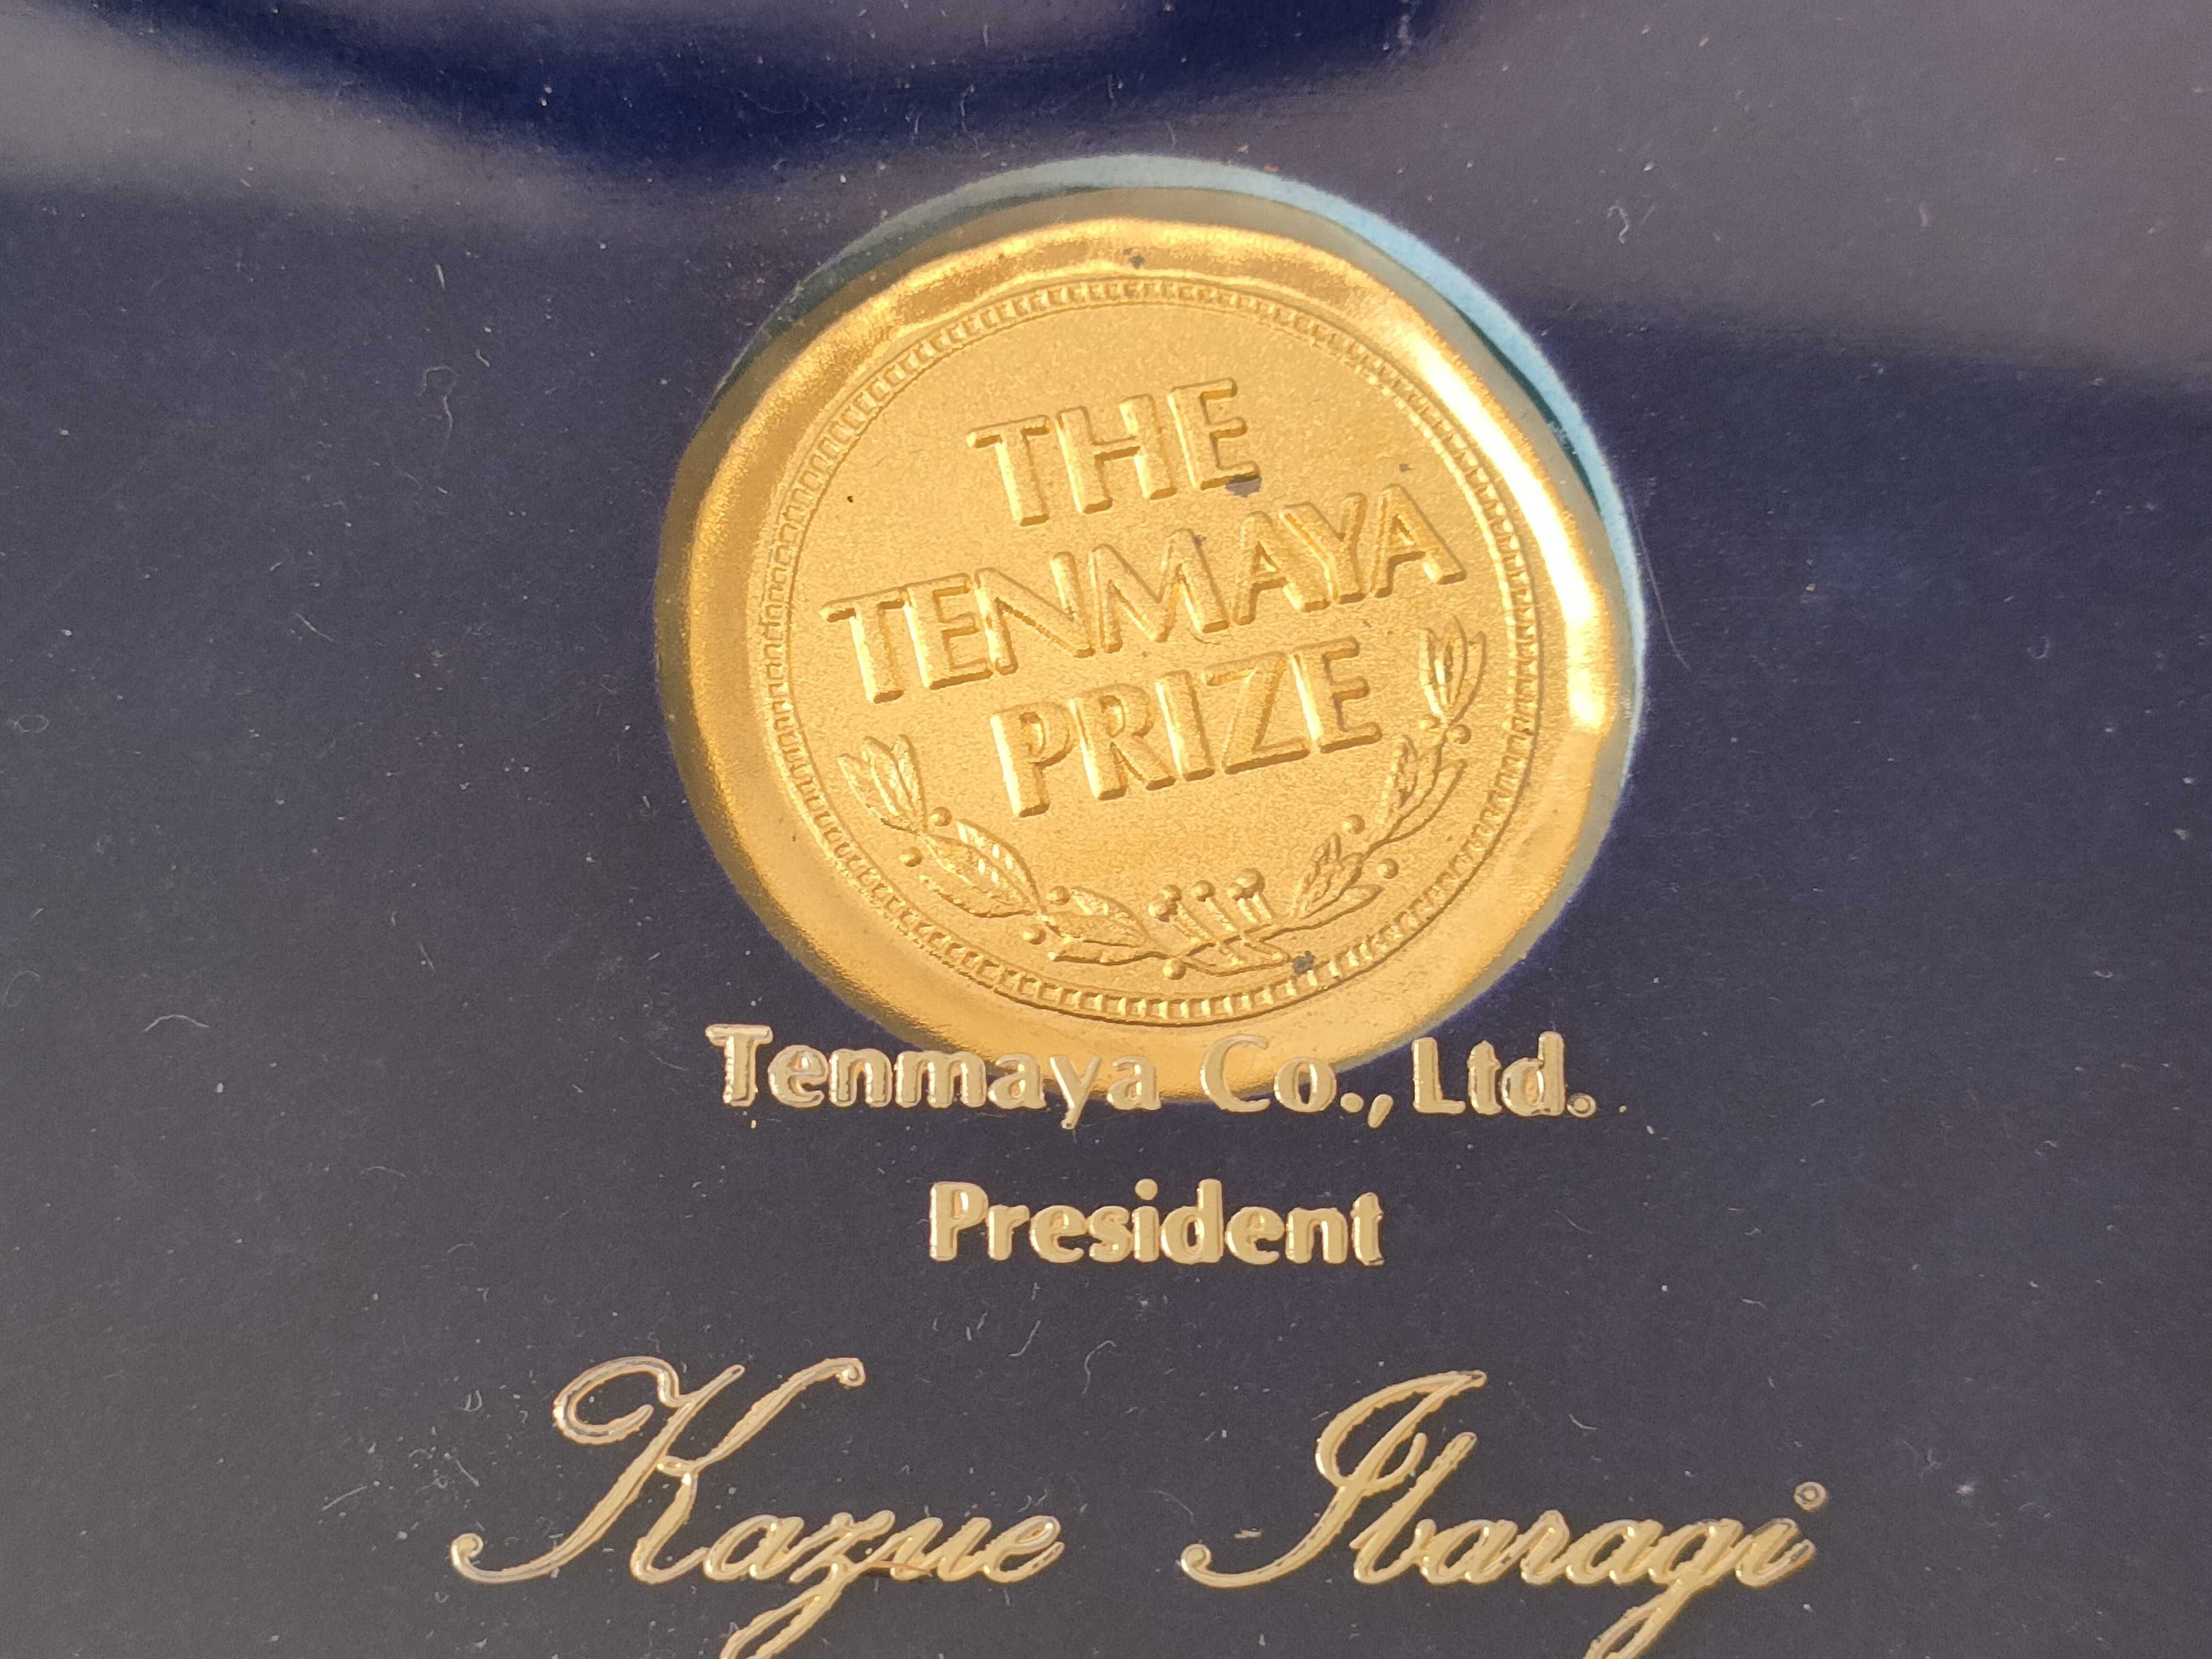 THE
TENMAYA
PRIZE
Tenmaya Co., Ltd.
President
Kazue Ibaragi